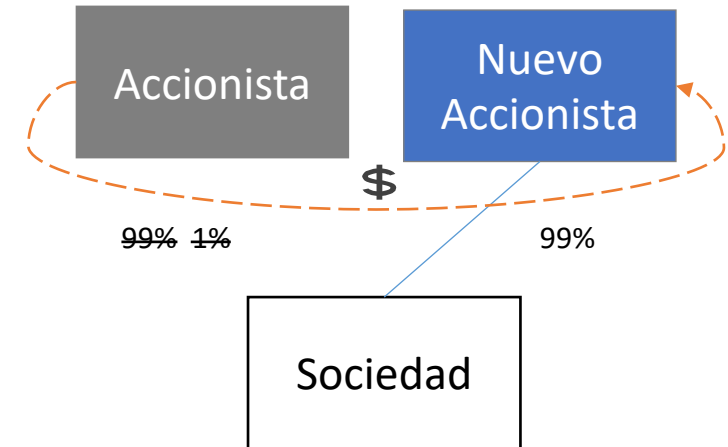 Accionista
Nuevo
Accionista
$
99% 1%
99%
Sociedad